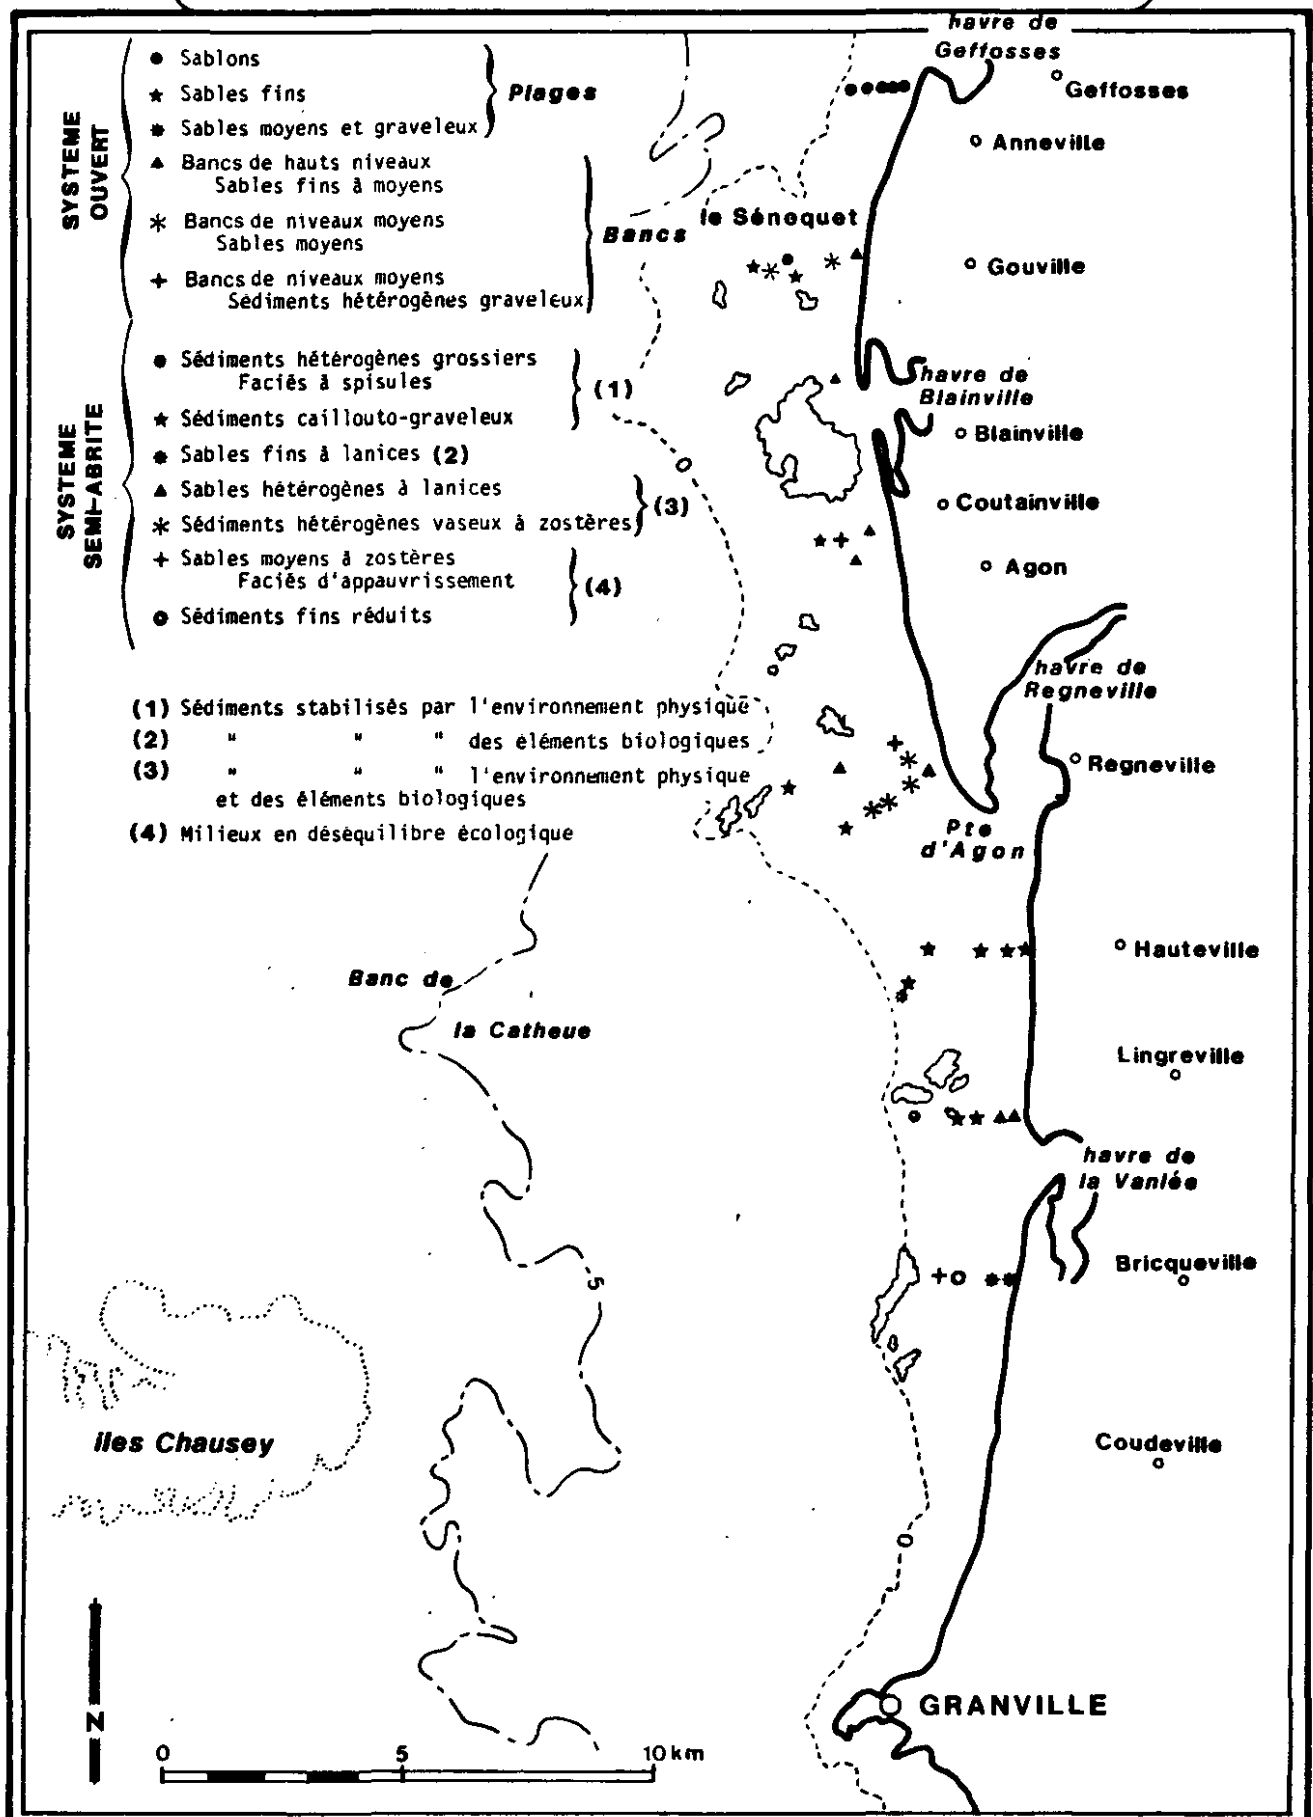 SYSTEME
OUVERT
Sablons
Sables fins
Sables moyens et graveleux
Plages
Bancs de hauts niveaux
Sables fins à moyens
Bancs de niveaux moyens
Sables moyens
Bancs de niveaux moyens
Sédiments hétérogènes graveleux
Bancs
SYSTEME
SEMI-ABRITE
Sédiments hétérogènes grossiers
Faciés à spisules
(1)
Sédiments caillouto-graveleux
Sables fins à lanices (2)
Sables hétérogènes à lanices
Sédiments hétérogènes vaseux à zostères
(3)
Sables moyens à zostères
Faciés d'appauvrissement
(4)
Sédiments fins réduits
(1) Sédiments stabilisés par l'environnement physique
(2) " " " des éléments biologiques
(3) " " " l'environnement physique
et des éléments biologiques
(4) Milieux en déséquilibre écologique
havre de
Geffosses
Geffosses
Anneville
le Sénequet
Gouville
havre de
Blainville
Blainville
0
Coutainville
Agon
havre de
Regneville
Regneville
Pte
d'Agon
Hauteville
Banc de
la Catheue
Lingreville
havre de
la Vanlée
Bricqueville
5
iles Chausey
Coudeville
0
GRANVILLE
N
0 5 10 km